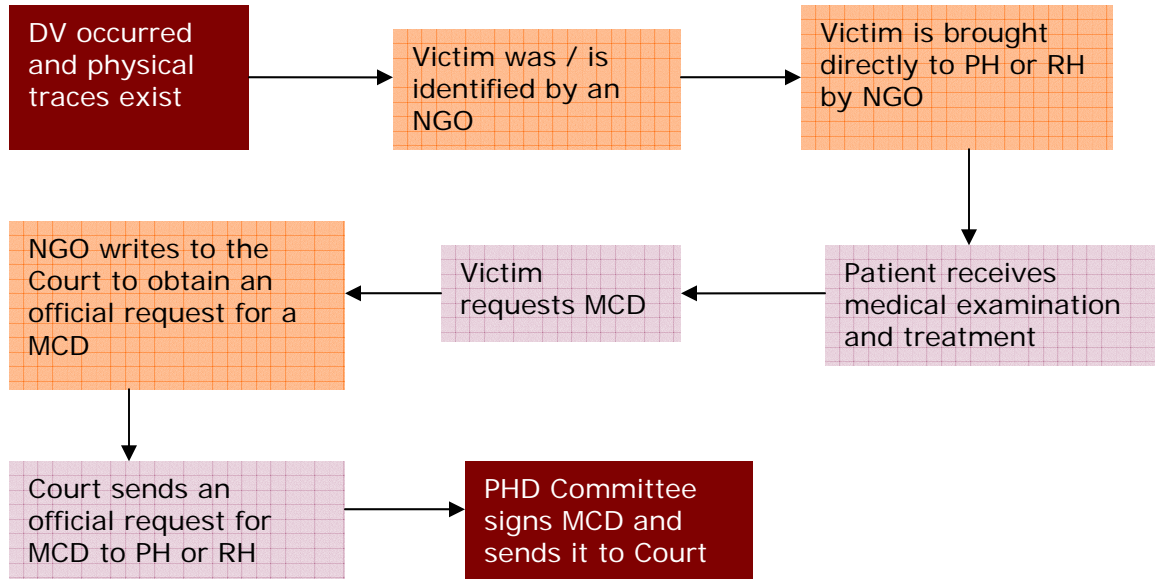 DV occurred
and physical
traces exist
Victim was / is
identified by an
NGO
Victim is brought
directly to PH or RH
by NGO
Patient receives
medical examination
and treatment
Victim
requests MCD
NGO writes to the
Court to obtain an
official request for a
MCD
Court sends an
official request for
MCD to PH or RH
PHD Committee
signs MCD and
sends it to Court